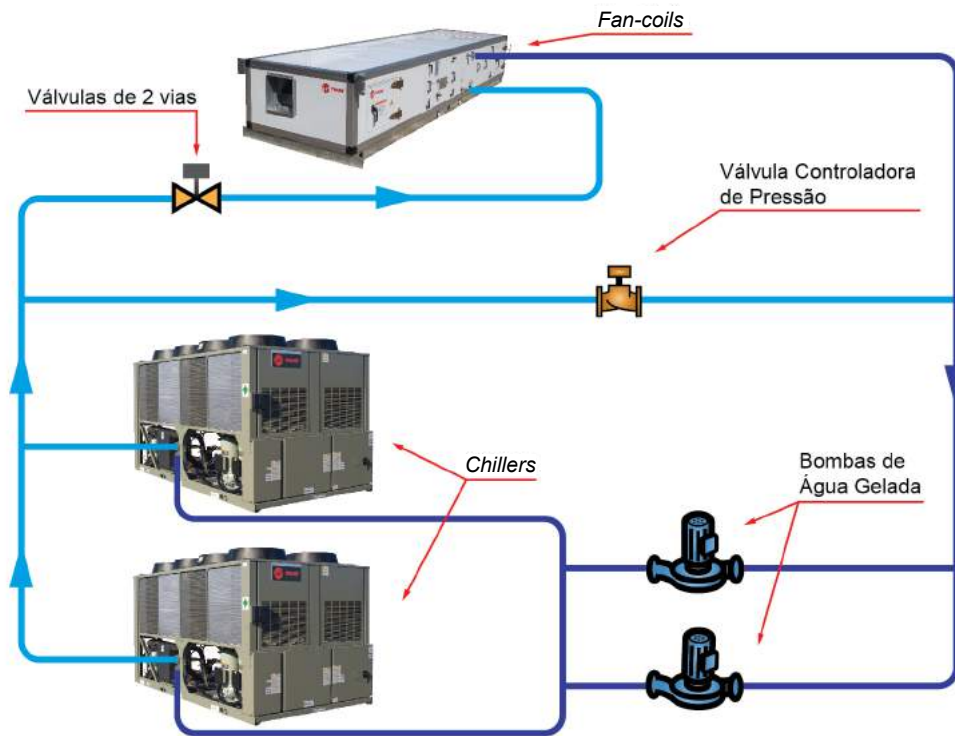 Fan-coils
Válvulas de 2 vias
Válvula Controladora
de Pressão
Chillers
Bombas de
Água Gelada